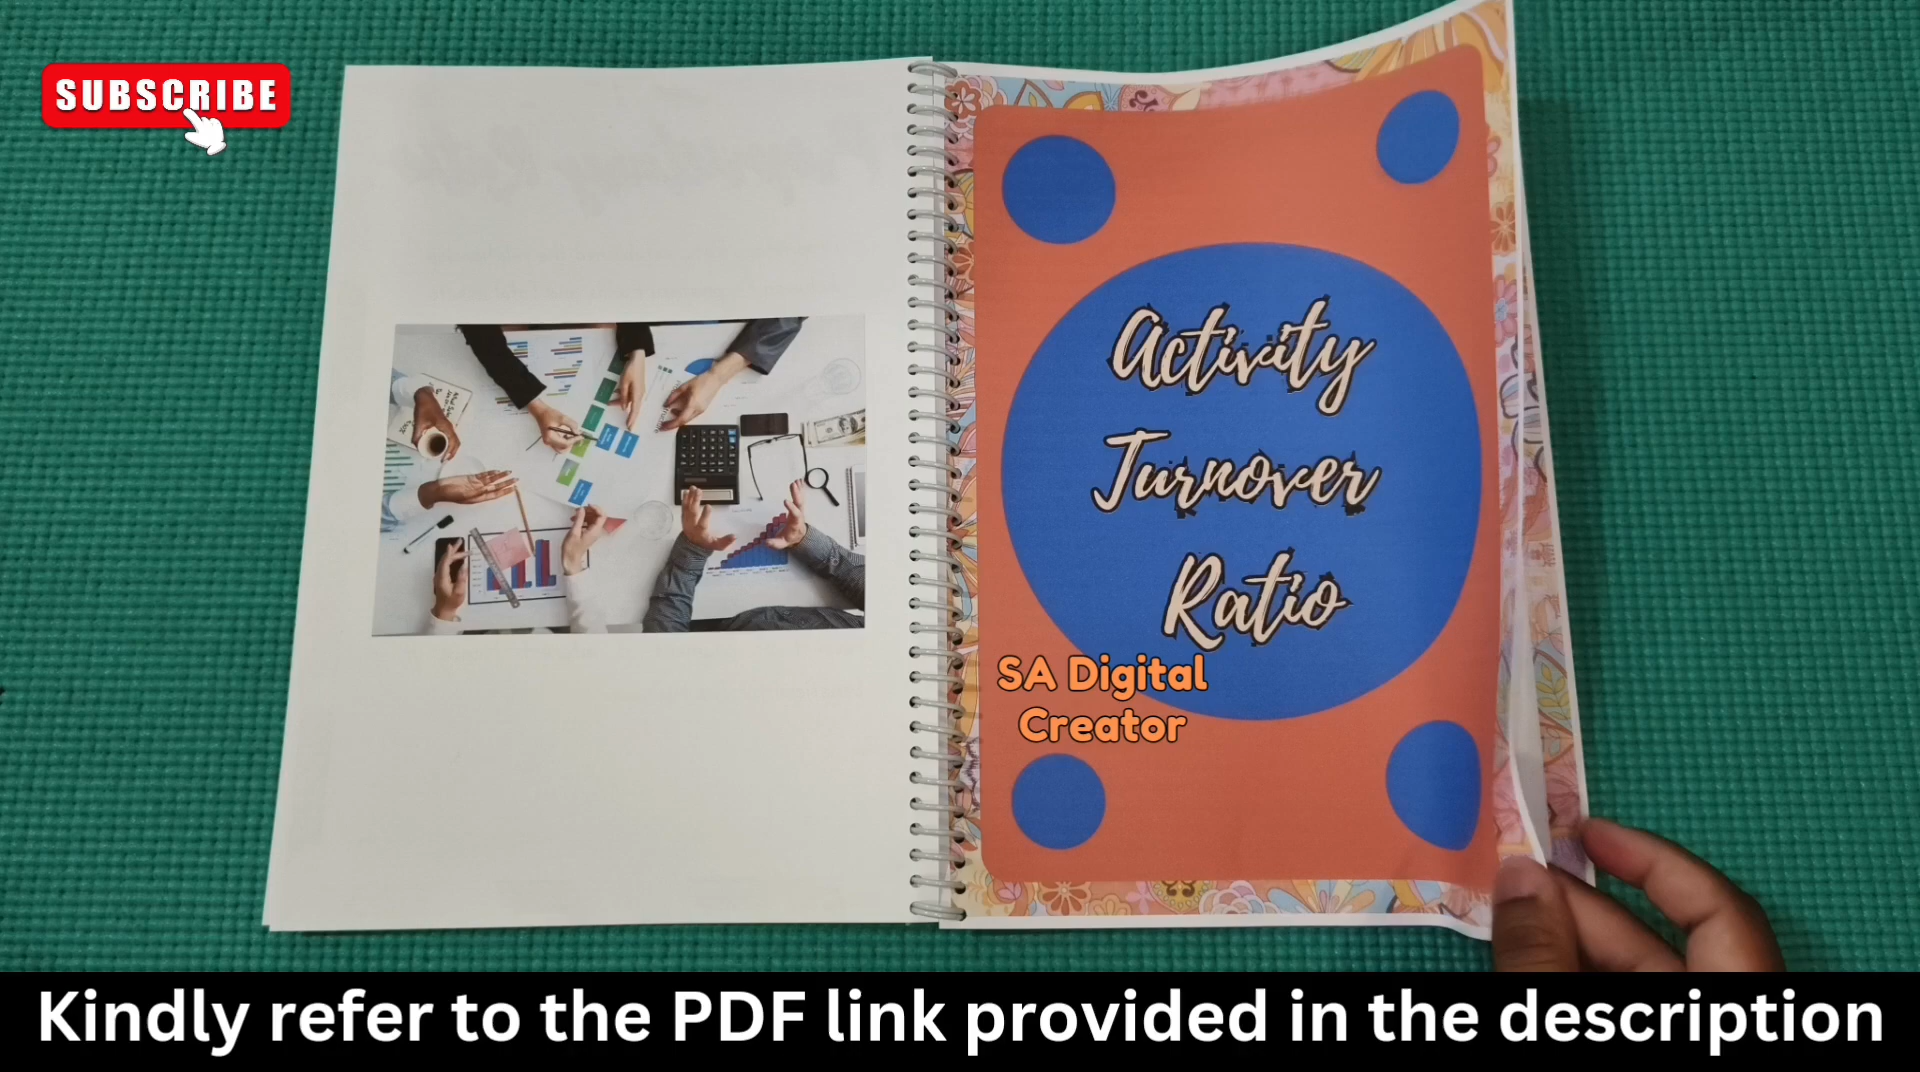 SUBSCRIBE
Activity
Turnover
Ratio
SA Digital
Creator
Kindly refer to the PDF link provided in the description